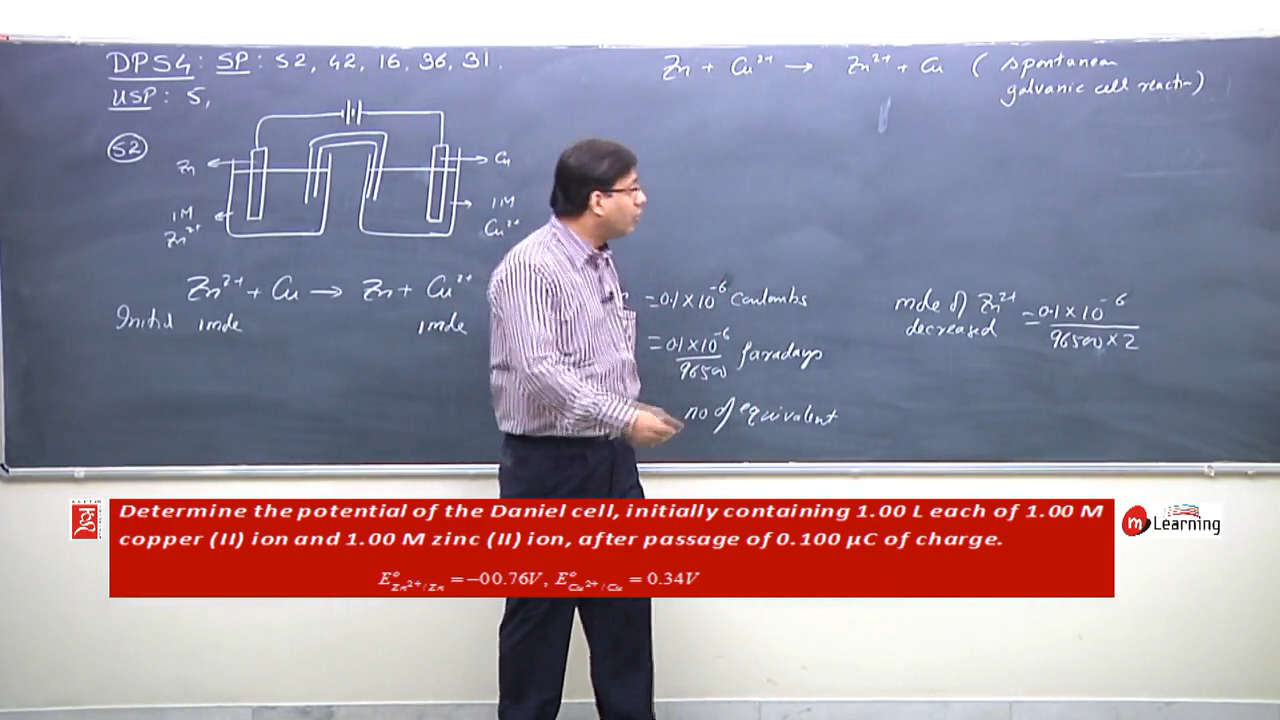 DPS4: SP: 52, 42, 16, 36, 31.
USP: 5,
Zn + Cu²⁺ → Zn²⁺ + Cu ( spontanean
galvanic cell reaction)
52
Zn
Cu
1M
Zn²⁺
1M
Cu²⁺
Zn²⁺ + Cu → Zn + Cu²⁺
Initial 1mole 1mole
= 0.1 × 10⁻⁶ Coulombs
= 0.1 × 10⁻⁶ / 96500 faradays
no of equivalent
mole of Zn²⁺ decreased = 0.1 × 10⁻⁶ / 96500 × 2
Determine the potential of the Daniel cell, initially containing 1.00 L each of 1.00 M
copper (II) ion and 1.00 M zinc (II) ion, after passage of 0.100 µC of charge.
E°Zn²⁺/Zn = −00.76V, E°Cu²⁺/Cu = 0.34V
m Learning